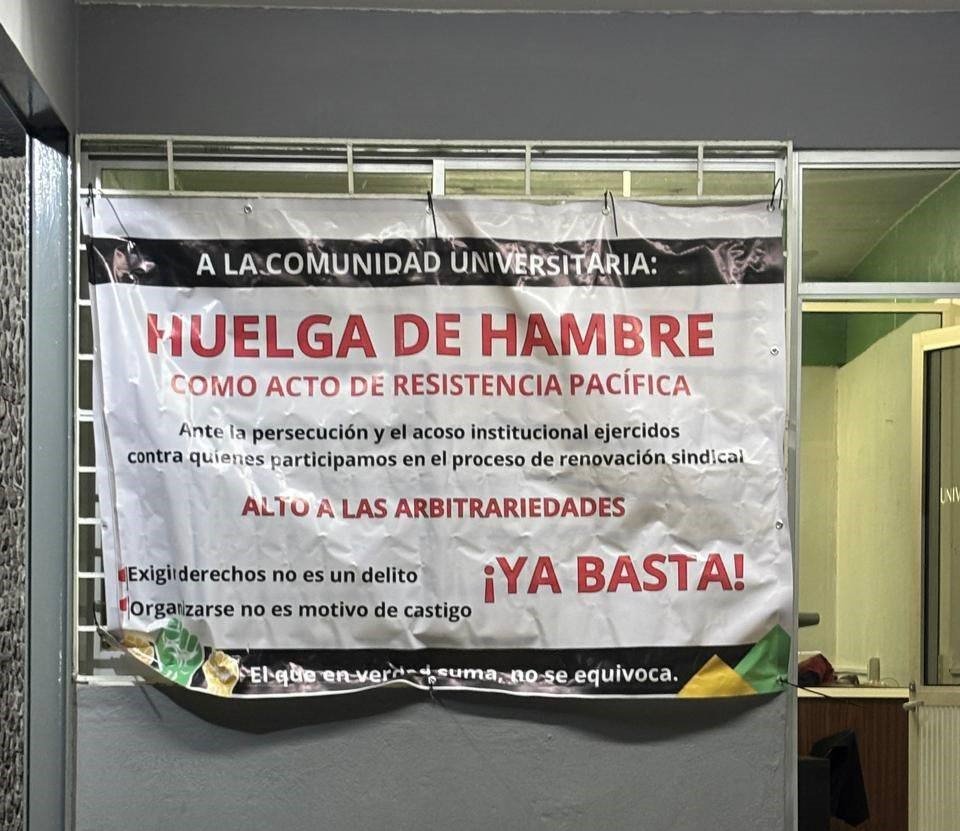 A LA COMUNIDAD UNIVERSITARIA:
HUELGA DE HAMBRE
COMO ACTO DE RESISTENCIA PACÍFICA
Ante la persecución y el acoso institucional ejercidos
contra quienes participamos en el proceso de renovación sindical
ALTO A LAS ARBITRARIEDADES
Exigir derechos no es un delito
¡YA BASTA!
Organizarse no es motivo de castigo
El que en verdad suma, no se equivoca.